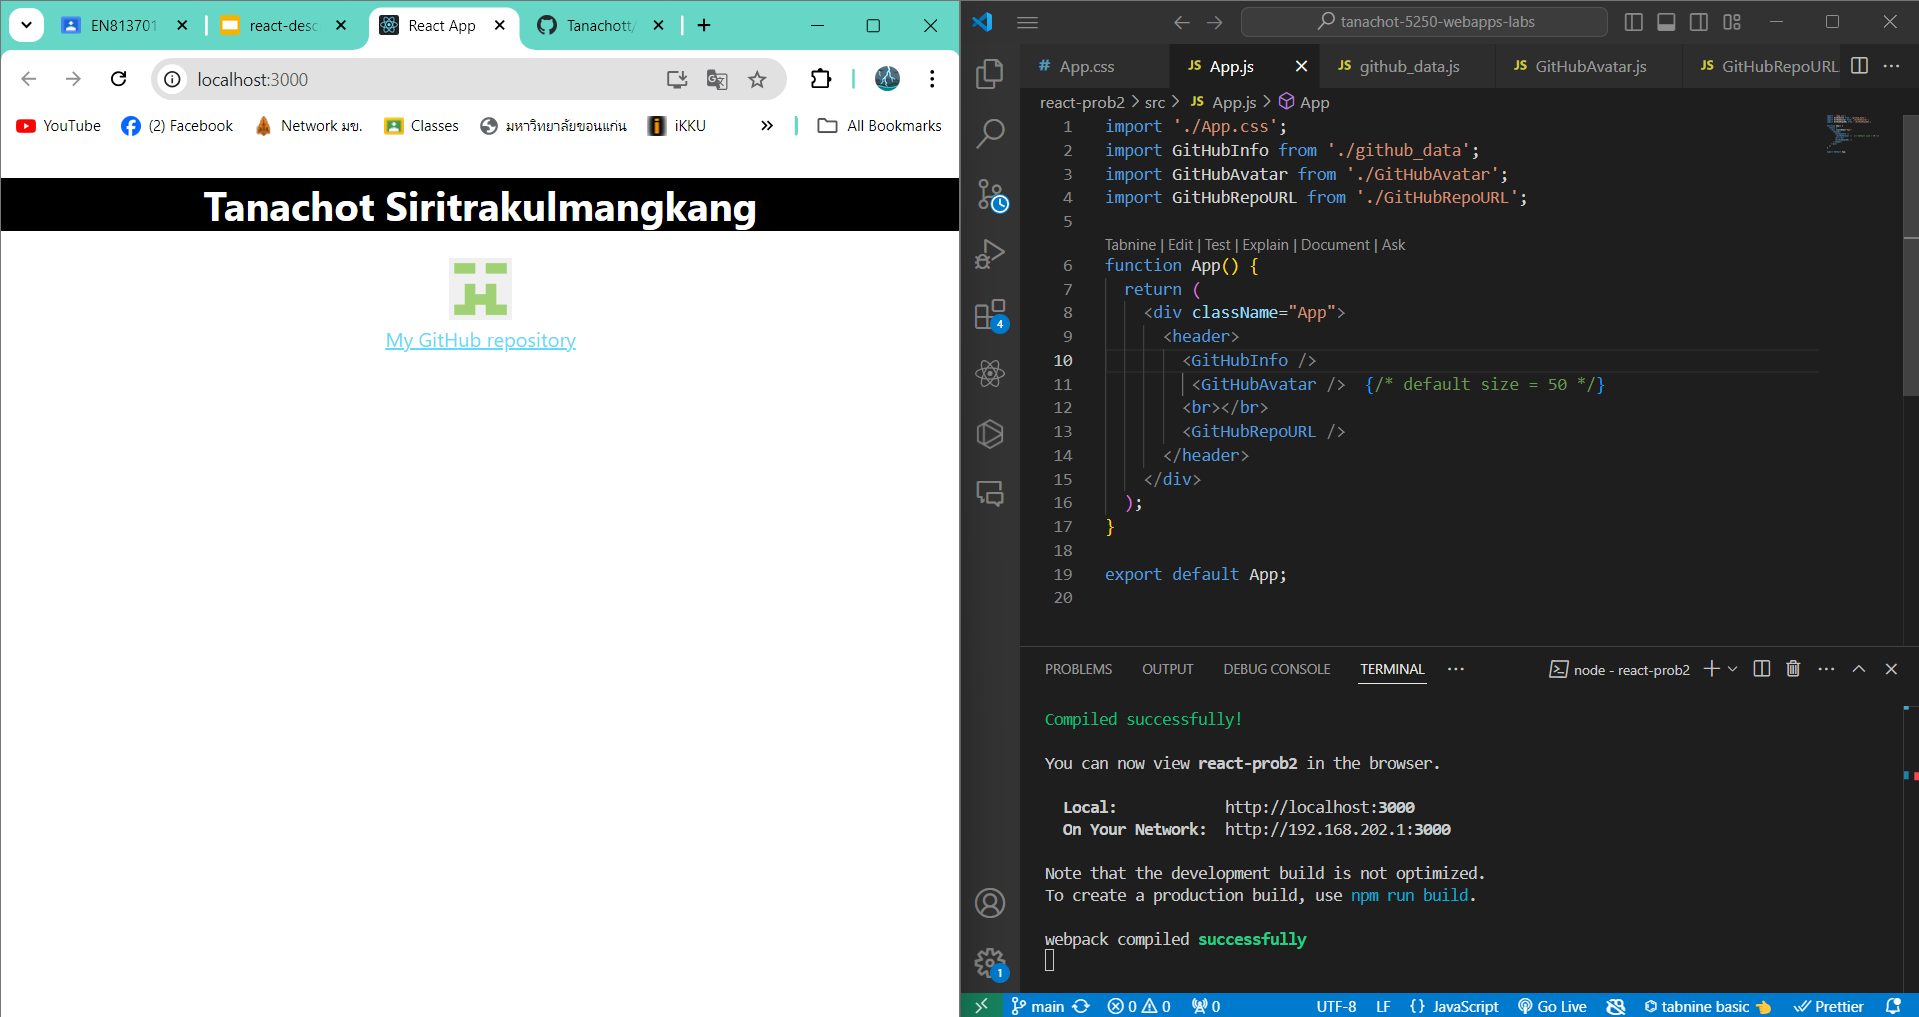 EN813701
react-desc
React App
Tanachott/
localhost:3000
YouTube
(2) Facebook
Network มข.
Classes
มหาวิทยาลัยขอนแก่น
iKKU
All Bookmarks
Tanachot Siritrakulmangkang
My GitHub repository
tanachot-5250-webapps-labs
# App.css
JS App.js
JS github_data.js
JS GitHubAvatar.js
JS GitHubRepoURL
react-prob2 > src > JS App.js > App
1 import './App.css';
2 import GitHubInfo from './github_data';
3 import GitHubAvatar from './GitHubAvatar';
4 import GitHubRepoURL from './GitHubRepoURL';
5
Tabnine | Edit | Test | Explain | Document | Ask
6 function App() {
7 return (
8 <div className="App">
9 <header>
10 <GitHubInfo />
11 <GitHubAvatar /> {/* default size = 50 */}
12 <br></br>
13 <GitHubRepoURL />
14 </header>
15 </div>
16 );
17 }
18
19 export default App;
20
4
1
PROBLEMS OUTPUT DEBUG CONSOLE TERMINAL ··· node - react-prob2
Compiled successfully!
You can now view react-prob2 in the browser.
Local: http://localhost:3000
On Your Network: http://192.168.202.1:3000
Note that the development build is not optimized.
To create a production build, use npm run build.
webpack compiled successfully
main 0 0 0 UTF-8 LF {} JavaScript Go Live tabnine basic Prettier